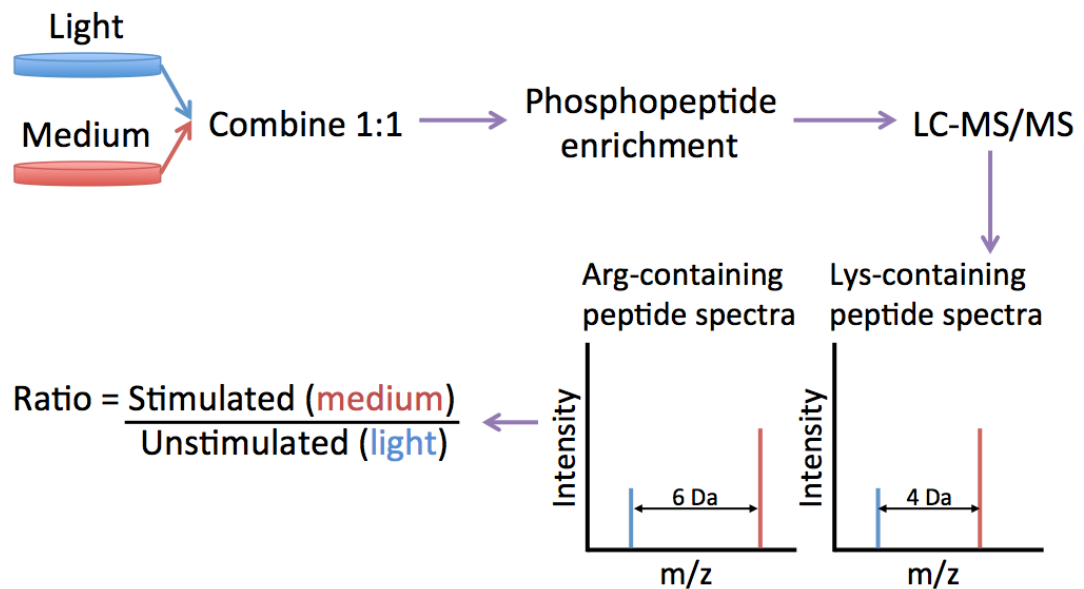 Light
Medium
Combine 1:1
Phosphopeptide
enrichment
LC-MS/MS
Arg-containing
peptide spectra
Lys-containing
peptide spectra
Ratio = Stimulated (medium)
Unstimulated (light)
Intensity
6 Da
m/z
Intensity
4 Da
m/z